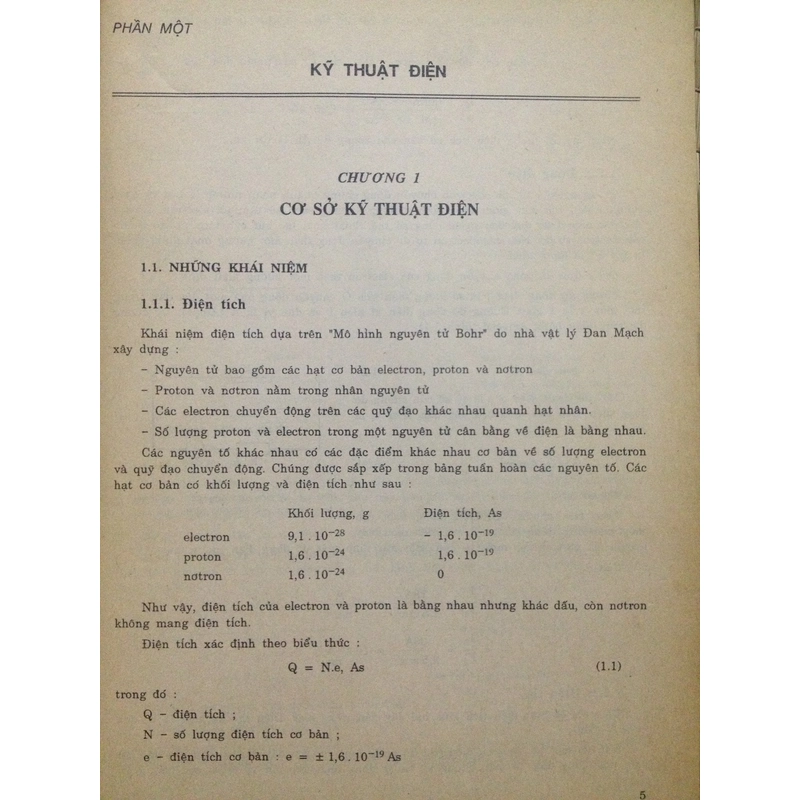 PHẦN MỘT
KỸ THUẬT ĐIỆN
CHƯƠNG 1
CƠ SỞ KỸ THUẬT ĐIỆN
1.1. NHỮNG KHÁI NIỆM
1.1.1. Điện tích
Khái niệm điện tích dựa trên "Mô hình nguyên tử Bohr" do nhà vật lý Đan Mạch
xây dựng :
– Nguyên tử bao gồm các hạt cơ bản electron, proton và nơtron
– Proton và nơtron nằm trong nhân nguyên tử
– Các electron chuyển động trên các quỹ đạo khác nhau quanh hạt nhân.
– Số lượng proton và electron trong một nguyên tử cân bằng về điện là bằng nhau.
Các nguyên tố khác nhau có các đặc điểm khác nhau cơ bản về số lượng electron
và quỹ đạo chuyển động. Chúng được sắp xếp trong bảng tuần hoàn các nguyên tố. Các
hạt cơ bản có khối lượng và điện tích như sau :
Khối lượng, g Điện tích, As
electron 9,1 . 10⁻²⁸ – 1,6 . 10⁻¹⁹
proton 1,6 . 10⁻²⁴ 1,6 . 10⁻¹⁹
nơtron 1,6 . 10⁻²⁴ 0
Như vậy, điện tích của electron và proton là bằng nhau nhưng khác dấu, còn nơtron
không mang điện tích.
Điện tích xác định theo biểu thức :
Q = N.e, As (1.1)
trong đó :
Q – điện tích ;
N – số lượng điện tích cơ bản ;
e – điện tích cơ bản : e = ± 1,6 . 10⁻¹⁹ As
5